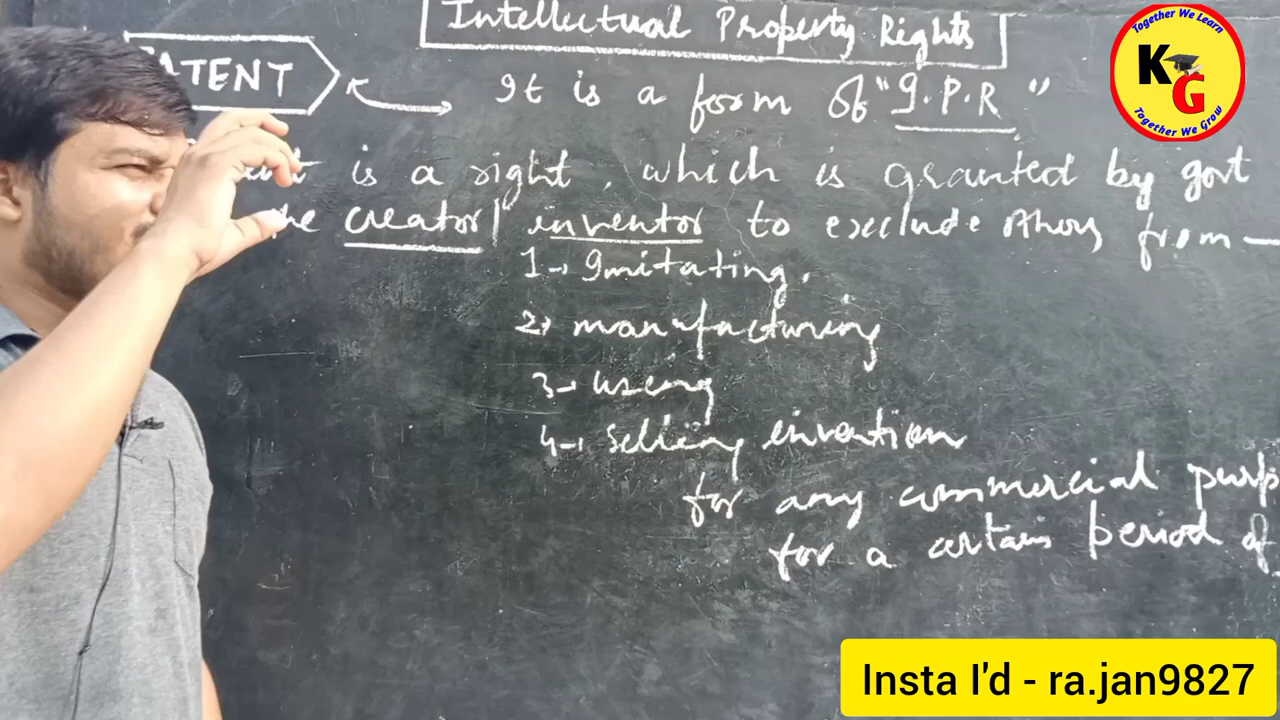 Intellectual Property Rights
ATENT
It is a form of "I.P.R"
is a right, which is granted by govt
the creator/ inventor to exclude others from —
1→ Imitating,
2→ manufacturing
3→ using
4→ Selling invention
for any commercial purp
for a certain period of
Together We Learn
KG
Together We Grow
Insta I'd - ra.jan9827